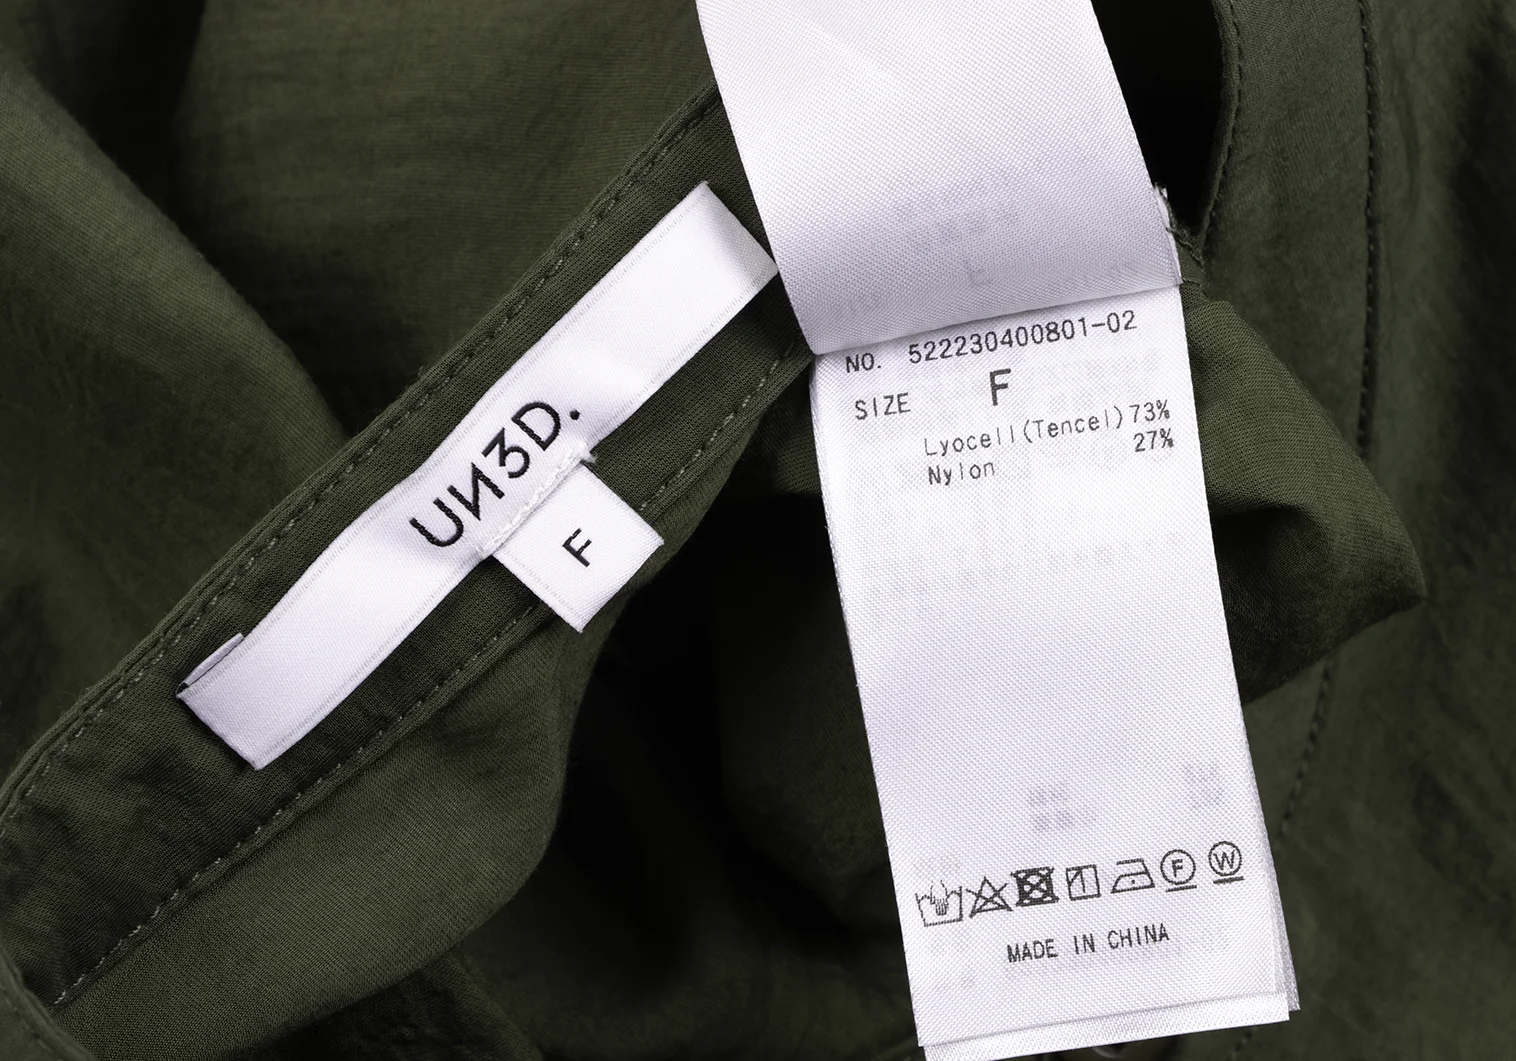 UN3D.
F
NO. 522230400801-02
SIZE F
Lyocell(Tencel)73%
Nylon 27%
F W
MADE IN CHINA